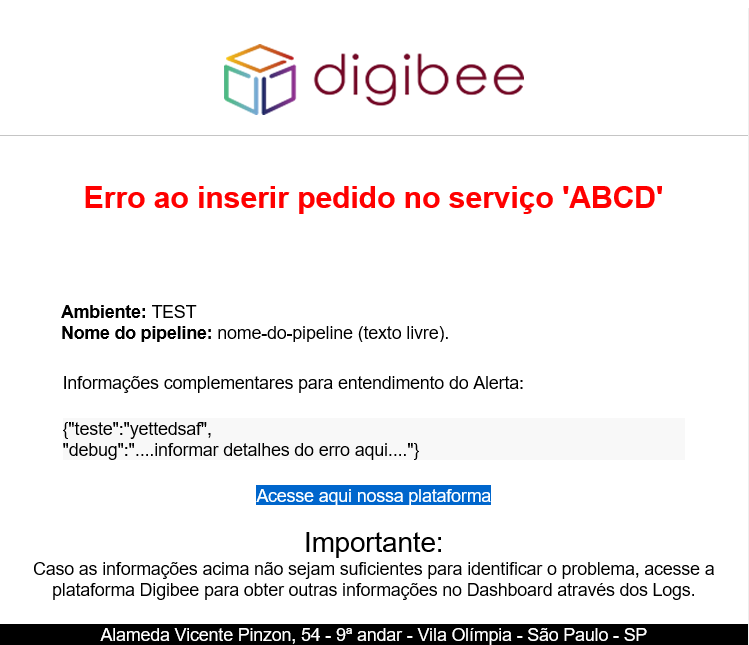 digibee
Erro ao inserir pedido no serviço 'ABCD'
Ambiente: TEST
Nome do pipeline: nome-do-pipeline (texto livre).
Informações complementares para entendimento do Alerta:
{"teste":"yettedsaf",
"debug":"....informar detalhes do erro aqui...."}
Acesse aqui nossa plataforma
Importante:
Caso as informações acima não sejam suficientes para identificar o problema, acesse a
plataforma Digibee para obter outras informações no Dashboard através dos Logs.
Alameda Vicente Pinzon, 54 - 9ª andar - Vila Olímpia - São Paulo - SP